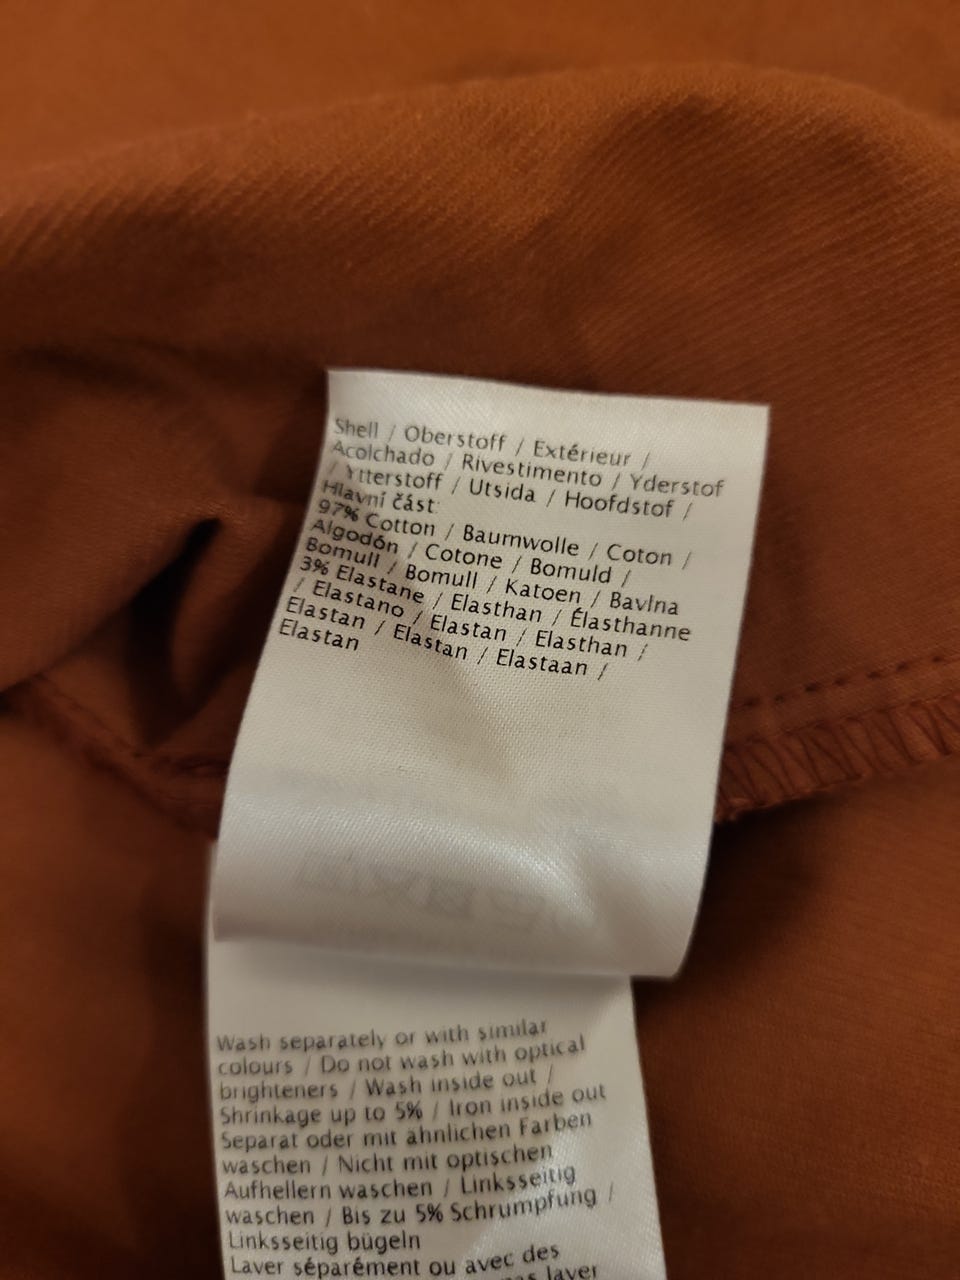 Shell / Oberstoff / Extérieur /
Acolchado / Rivestimento / Yderstof
/ Ytterstoff / Utsida / Hoofdstof /
Hlavní část:
97% Cotton / Baumwolle / Coton /
Algodón / Cotone / Bomuld /
Bomull / Bomull / Katoen / Bavlna
3% Elastane / Elasthan / Élasthanne
/ Elastano / Elastan / Elasthan /
Elastan / Elastan / Elastaan /
Elastan
Wash separately or with similar
colours / Do not wash with optical
brighteners / Wash inside out /
Shrinkage up to 5% / Iron inside out
Separat oder mit ähnlichen Farben
waschen / Nicht mit optischen
Aufhellern waschen / Linksseitig
waschen / Bis zu 5% Schrumpfung /
Linksseitig bügeln
Laver séparément ou avec des
pas laver